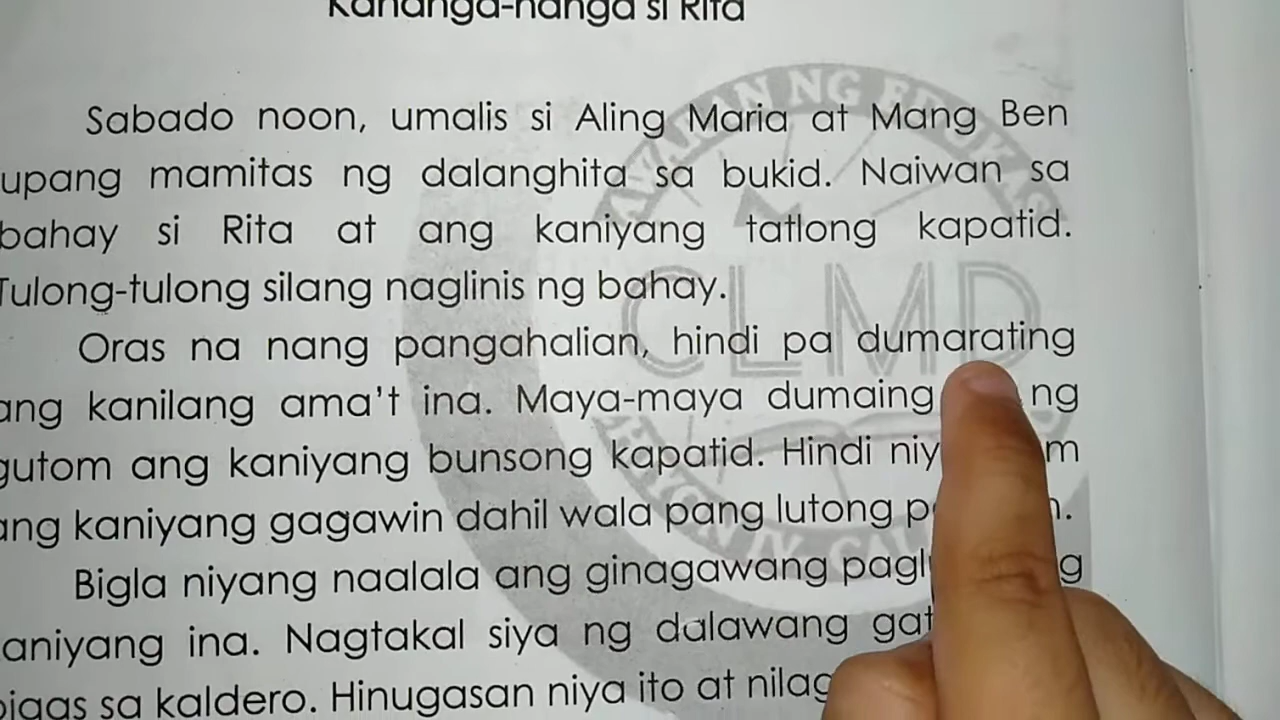 Kahanga-hanga si Rita
Sabado noon, umalis si Aling Maria at Mang Ben
upang mamitas ng dalanghita sa bukid. Naiwan sa
bahay si Rita at ang kaniyang tatlong kapatid.
Tulong-tulong silang naglinis ng bahay.
Oras na nang pangahalian, hindi pa dumarating
ang kanilang ama't ina. Maya-maya dumaing ng
gutom ang kaniyang bunsong kapatid. Hindi
ang kaniyang gagawin dahil wala pang lutong
Bigla niyang naalala ang ginagawang
kaniyang ina. Nagtakal siya ng dalawang
bigas sa kaldero. Hinugasan niya ito at
CLMD